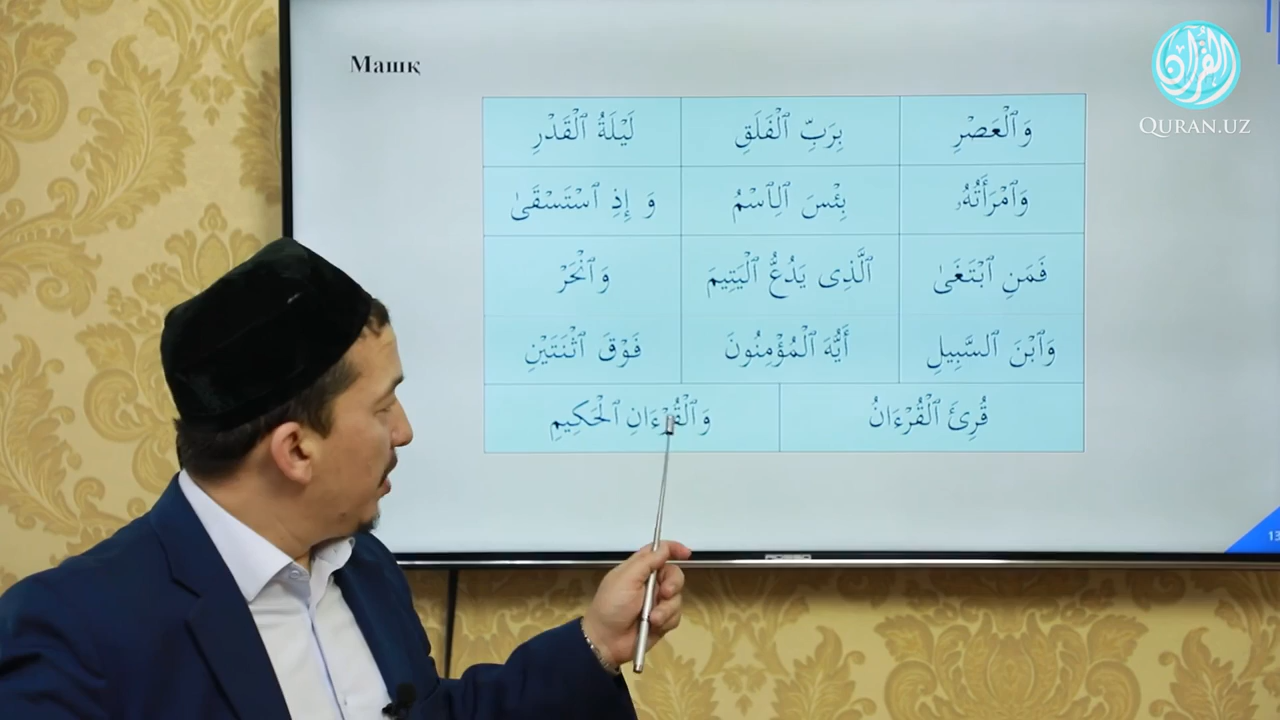 Машқ
QURAN.UZ
وَٱلْعَصْرِ بِرَبِّ ٱلْفَلَقِ لَيْلَةُ ٱلْقَدْرِ
وَٱمْرَأَتُهُۥ بِئْسَ ٱلِٱسْمُ وَ إِذِ ٱسْتَسْقَىٰ
فَمَنِ ٱبْتَغَىٰ ٱلَّذِى يَدُعُّ ٱلْيَتِيمَ وَٱنْحَرْ
وَٱبْنَ ٱلسَّبِيلِ أَيُّهَ ٱلْمُؤْمِنُونَ فَوْقَ ٱثْنَتَيْنِ
قُرِئَ ٱلْقُرْءَانُ وَٱلْقُرْءَانِ ٱلْحَكِيمِ